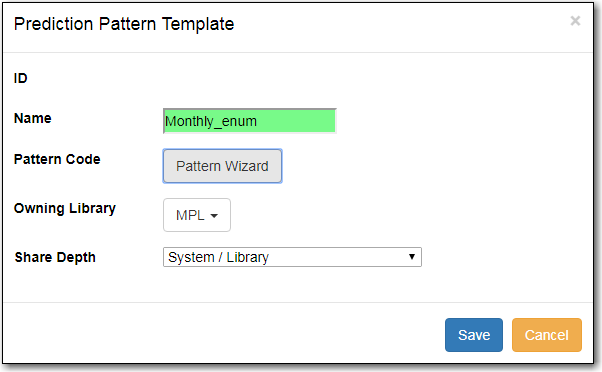 Prediction Pattern Template ×
ID
Name Monthly_enum
Pattern Code Pattern Wizard
Owning Library MPL
Share Depth System / Library
Save Cancel